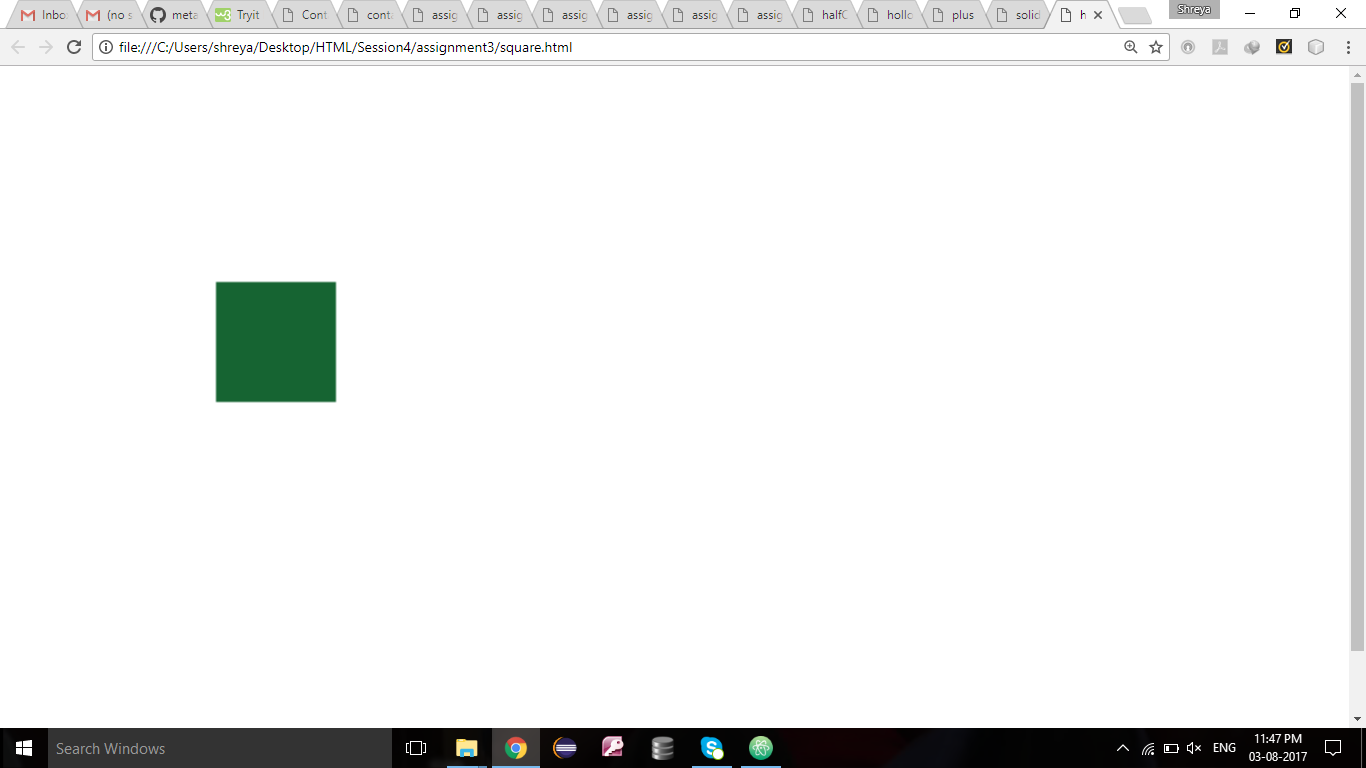 Inbo (no s meta Tryit Cont conta assig assig assig assig assig assig halfC hollo plus solid h Shreya
file:///C:/Users/shreya/Desktop/HTML/Session4/assignment3/square.html
Search Windows ENG 11:47 PM
03-08-2017